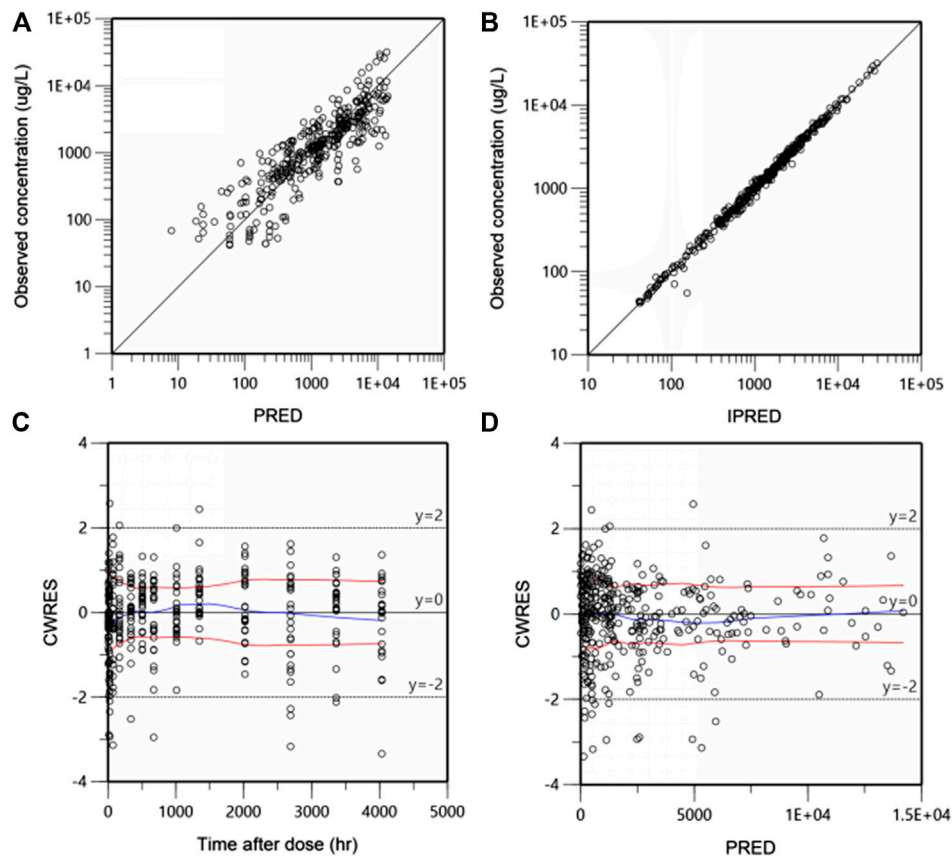 A
1E+05
1E+04
1000
100
10
1
Observed concentration (ug/L)
1
10
100
1000
1E+04
1E+05
PRED
B
1E+05
1E+04
1000
100
10
Observed concentration (ug/L)
10
100
1000
1E+04
1E+05
IPRED
C
4
2
0
-2
-4
CWRES
y=2
y=0
y=-2
0
1000
2000
3000
4000
5000
Time after dose (hr)
D
4
2
0
-2
-4
CWRES
y=2
y=0
y=-2
0
5000
1E+04
1.5E+04
PRED